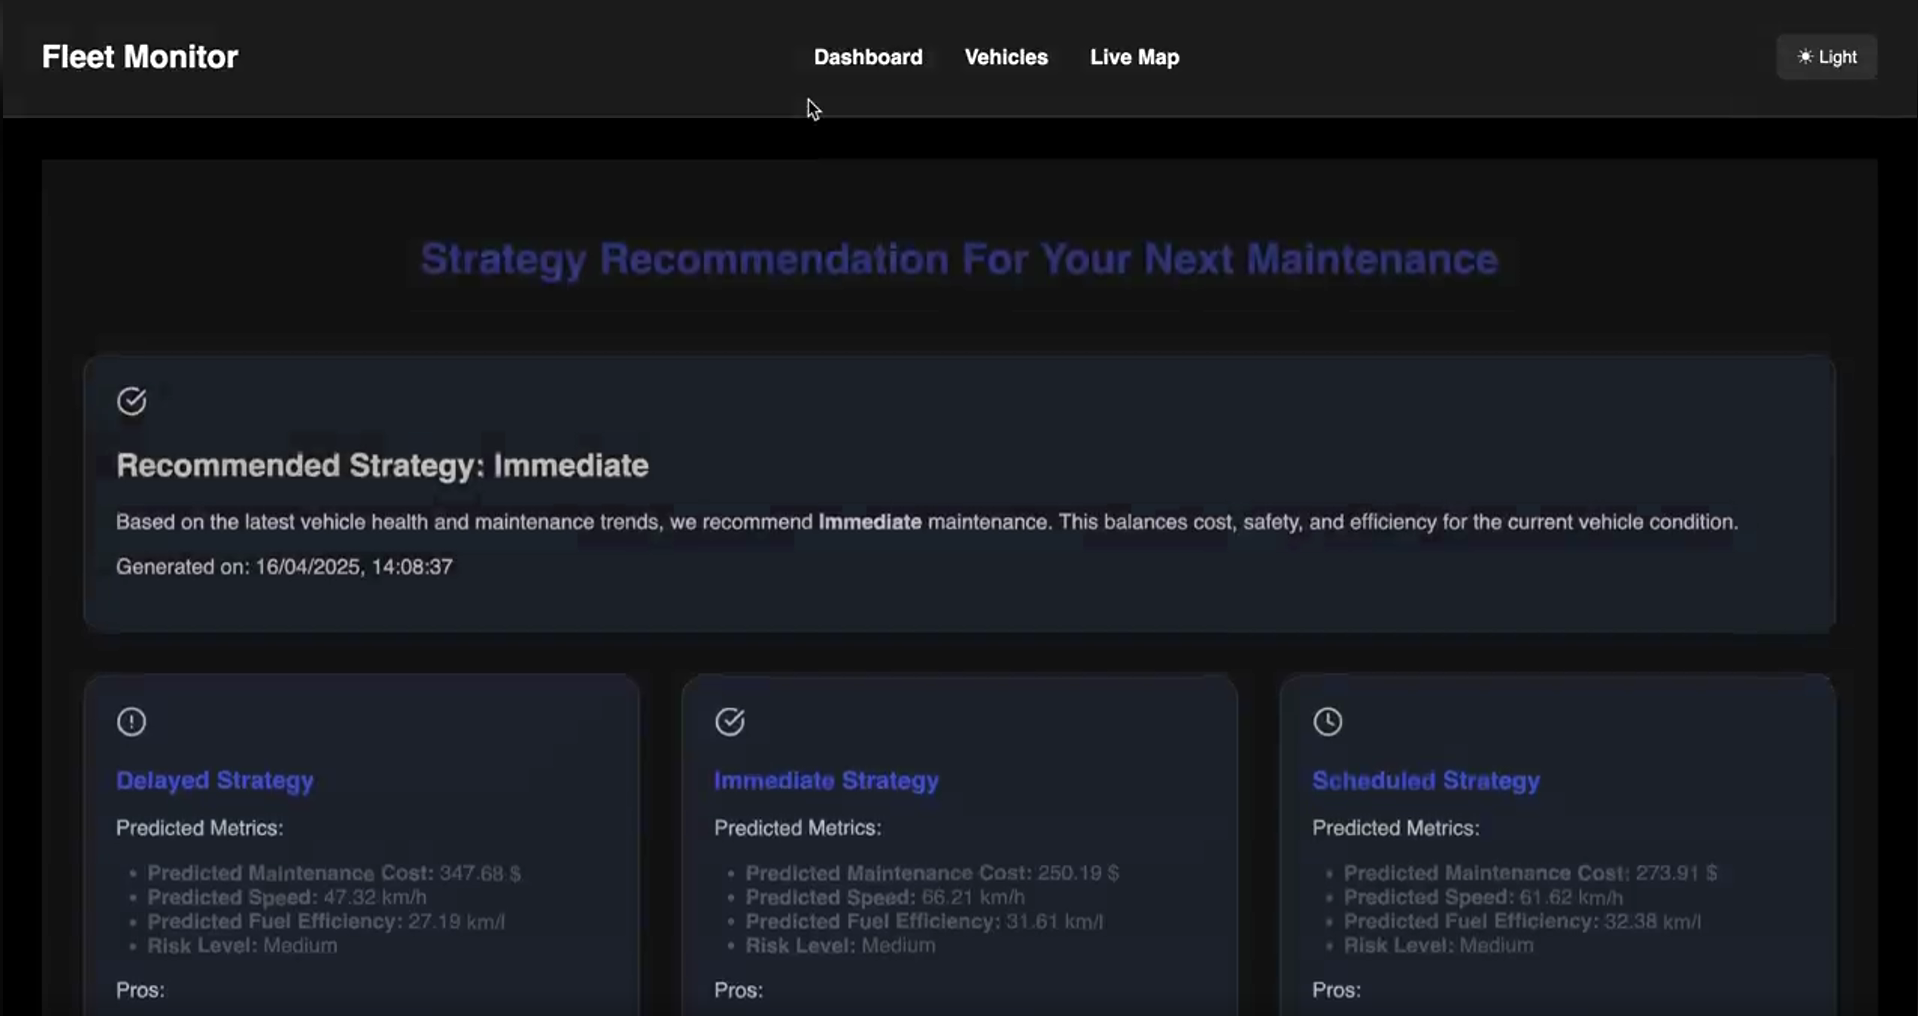 Fleet Monitor
Dashboard Vehicles Live Map
Light
Strategy Recommendation For Your Next Maintenance
Recommended Strategy: Immediate
Based on the latest vehicle health and maintenance trends, we recommend Immediate maintenance. This balances cost, safety, and efficiency for the current vehicle condition.
Generated on: 16/04/2025, 14:08:37
Delayed Strategy
Predicted Metrics:
• Predicted Maintenance Cost: 347.68 $
• Predicted Speed: 47.32 km/h
• Predicted Fuel Efficiency: 27.19 km/l
• Risk Level: Medium
Pros:
Immediate Strategy
Predicted Metrics:
• Predicted Maintenance Cost: 250.19 $
• Predicted Speed: 66.21 km/h
• Predicted Fuel Efficiency: 31.61 km/l
• Risk Level: Medium
Pros:
Scheduled Strategy
Predicted Metrics:
• Predicted Maintenance Cost: 273.91 $
• Predicted Speed: 61.62 km/h
• Predicted Fuel Efficiency: 32.38 km/l
• Risk Level: Medium
Pros: